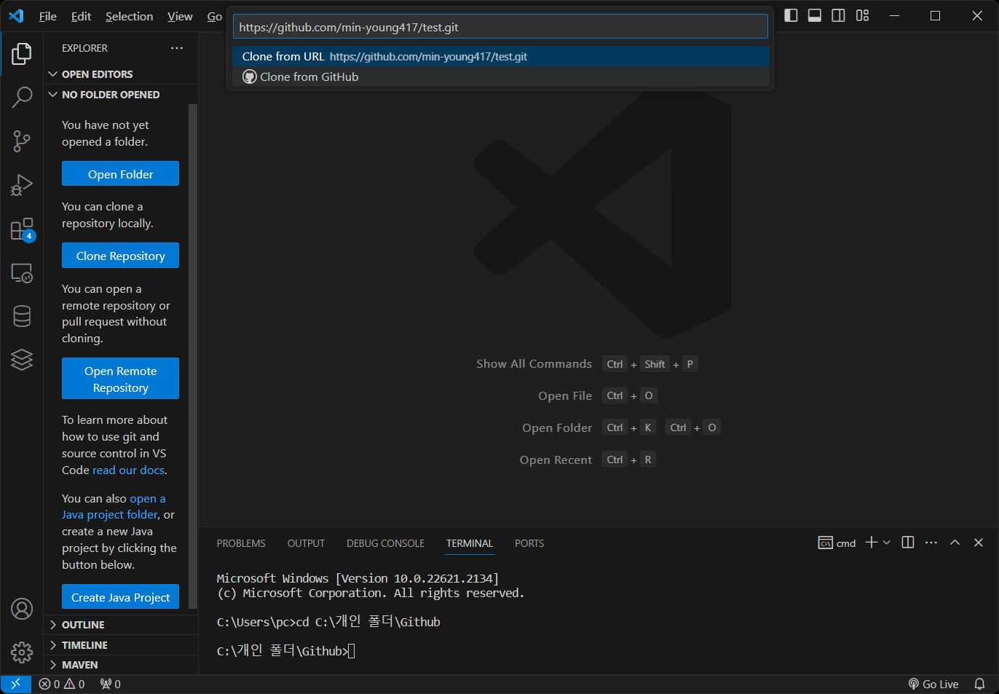 File Edit Selection View Go
https://github.com/min-young417/test.git
Clone from URL https://github.com/min-young417/test.git
Clone from GitHub
EXPLORER
OPEN EDITORS
NO FOLDER OPENED
You have not yet
opened a folder.
Open Folder
You can clone a
repository locally.
Clone Repository
You can open a
remote repository or
pull request without
cloning.
Open Remote
Repository
To learn more about
how to use git and
source control in VS
Code read our docs.
You can also open a
Java project folder, or
create a new Java
project by clicking the
button below.
Create Java Project
OUTLINE
TIMELINE
MAVEN
4
Show All Commands Ctrl + Shift + P
Open File Ctrl + O
Open Folder Ctrl + K Ctrl + O
Open Recent Ctrl + R
PROBLEMS OUTPUT DEBUG CONSOLE TERMINAL PORTS
cmd
Microsoft Windows [Version 10.0.22621.2134]
(c) Microsoft Corporation. All rights reserved.
C:\Users\pc>cd C:\개인 폴더\Github
C:\개인 폴더\Github>
0 0 0
Go Live